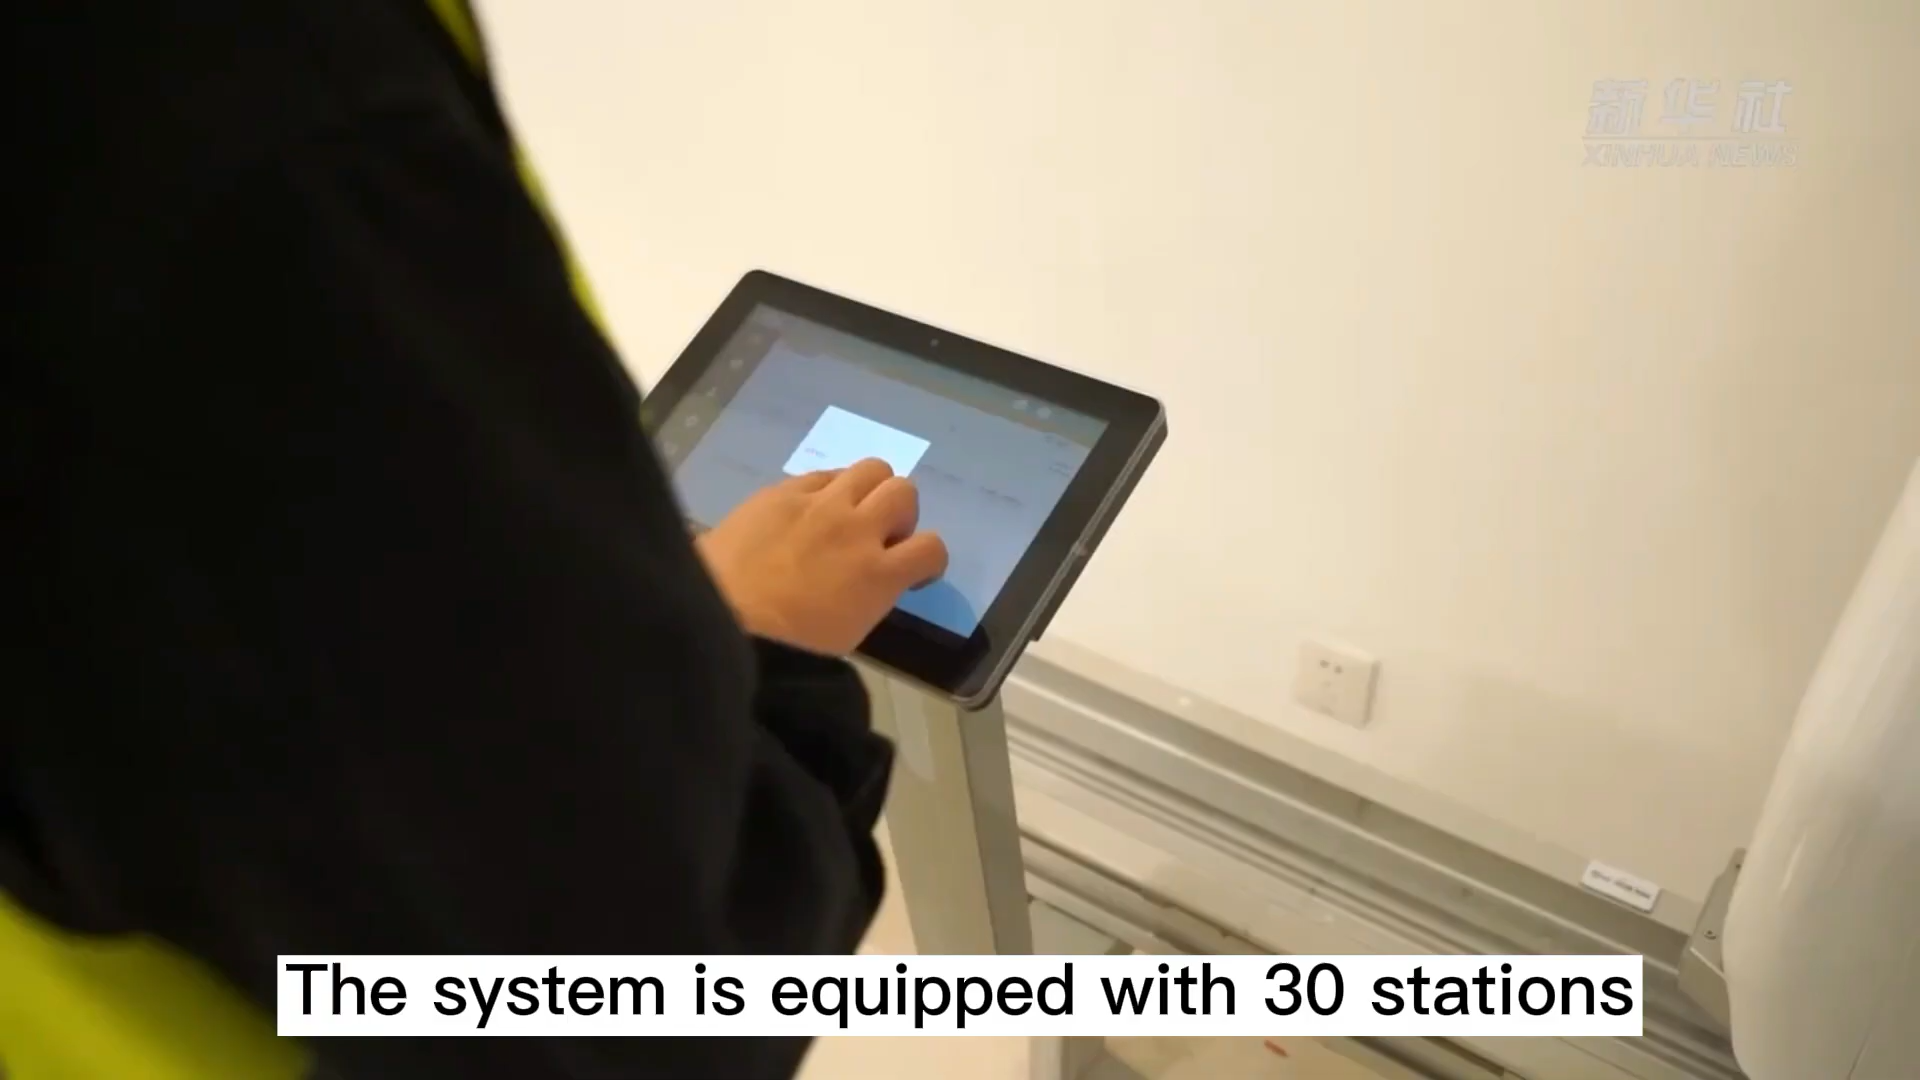 新华社
XINHUA NEWS
The system is equipped with 30 stations